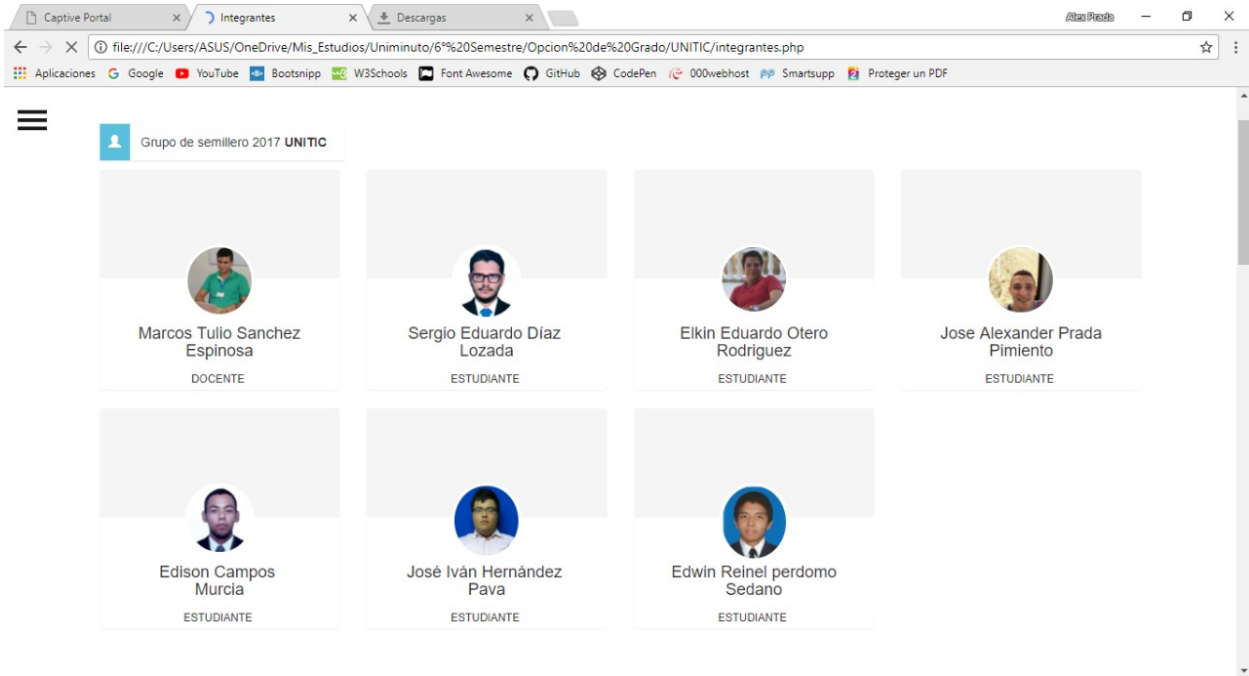 Captive Portal
Integrantes
Descargas
Alex Prada
file:///C:/Users/ASUS/OneDrive/Mis_Estudios/Uniminuto/6°%20Semestre/Opcion%20de%20Grado/UNITIC/integrantes.php
Aplicaciones Google YouTube Bootsnipp W3Schools Font Awesome GitHub CodePen 000webhost Smartsupp Proteger un PDF
Grupo de semillero 2017 UNITIC
Marcos Tulio Sanchez
Espinosa
DOCENTE
Sergio Eduardo Díaz
Lozada
ESTUDIANTE
Elkin Eduardo Otero
Rodriguez
ESTUDIANTE
Jose Alexander Prada
Pimiento
ESTUDIANTE
Edison Campos
Murcia
ESTUDIANTE
José Iván Hernández
Pava
ESTUDIANTE
Edwin Reinel perdomo
Sedano
ESTUDIANTE